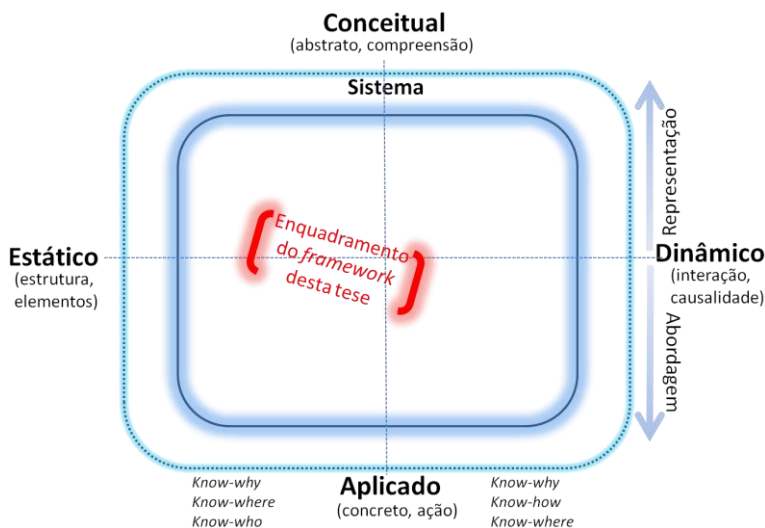 Conceitual
(abstrato, compreensão)
Sistema
Representação
Enquadramento
do framework
desta tese
Estático
(estrutura,
elementos)
Dinâmico
(interação,
causalidade)
Abordagem
Know-why
Know-where
Know-who
Aplicado
(concreto, ação)
Know-why
Know-how
Know-where